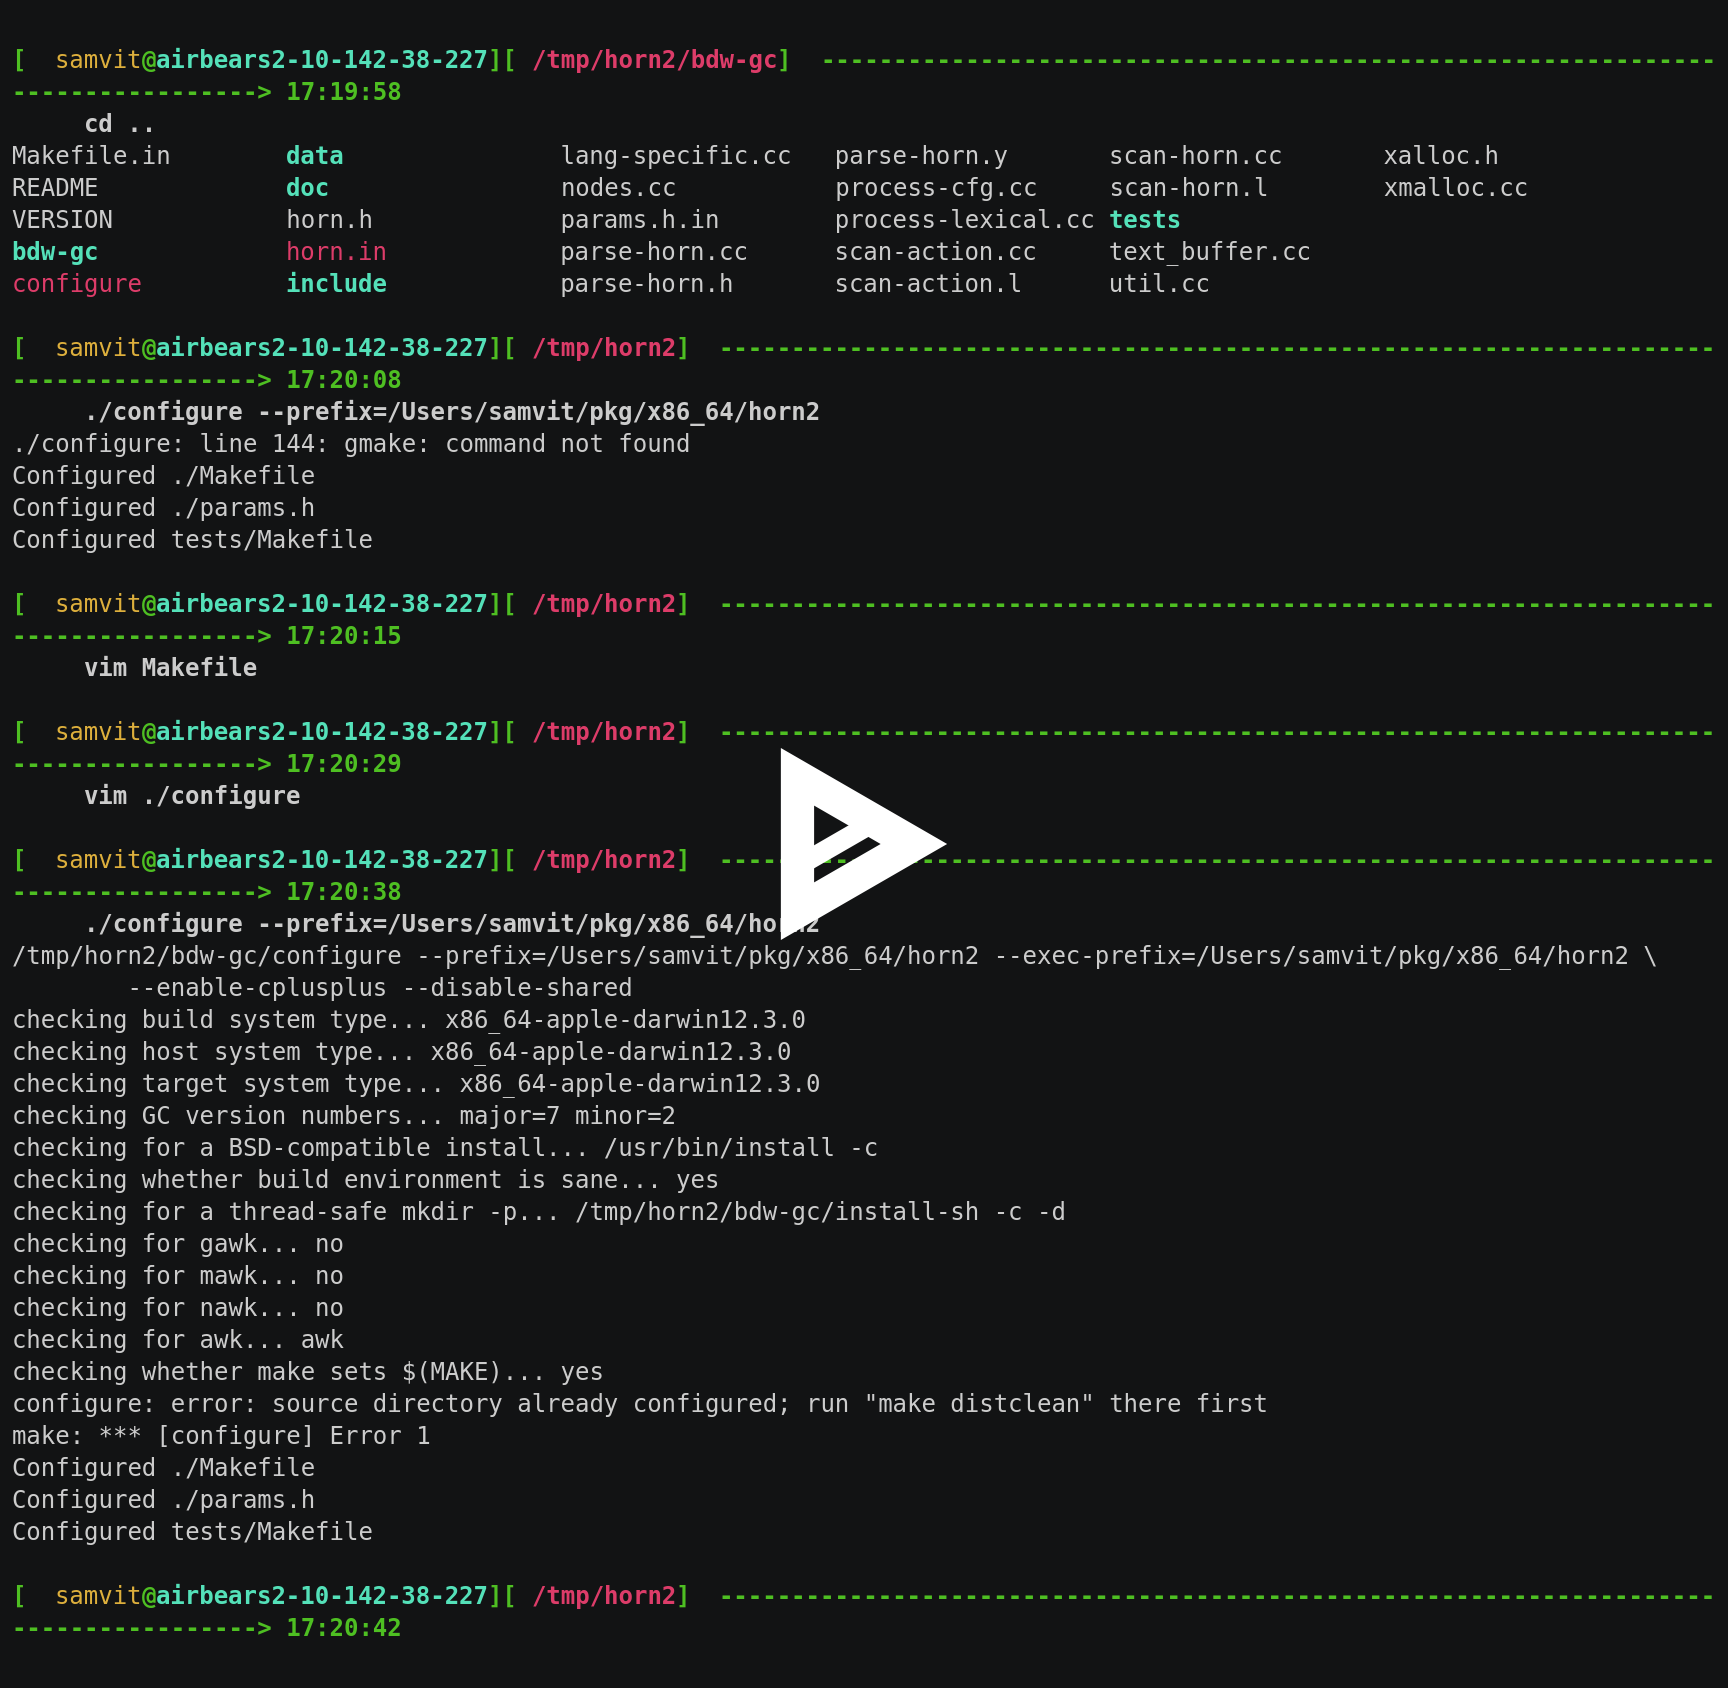 [  samvit@airbears2-10-142-38-227][ /tmp/horn2/bdw-gc]  --------------------------------------------------------------
-----------------> 17:19:58
     cd ..
Makefile.in        data               lang-specific.cc   parse-horn.y       scan-horn.cc       xalloc.h
README             doc                nodes.cc           process-cfg.cc     scan-horn.l        xmalloc.cc
VERSION            horn.h             params.h.in        process-lexical.cc tests
bdw-gc             horn.in            parse-horn.cc      scan-action.cc     text_buffer.cc
configure          include            parse-horn.h       scan-action.l      util.cc

[  samvit@airbears2-10-142-38-227][ /tmp/horn2]  ---------------------------------------------------------------------
-----------------> 17:20:08
     ./configure --prefix=/Users/samvit/pkg/x86_64/horn2
./configure: line 144: gmake: command not found
Configured ./Makefile
Configured ./params.h
Configured tests/Makefile

[  samvit@airbears2-10-142-38-227][ /tmp/horn2]  ---------------------------------------------------------------------
-----------------> 17:20:15
     vim Makefile

[  samvit@airbears2-10-142-38-227][ /tmp/horn2]  ---------------------------------------------------------------------
-----------------> 17:20:29
     vim ./configure

[  samvit@airbears2-10-142-38-227][ /tmp/horn2]  ---------------------------------------------------------------------
-----------------> 17:20:38
     ./configure --prefix=/Users/samvit/pkg/x86_64/horn2
/tmp/horn2/bdw-gc/configure --prefix=/Users/samvit/pkg/x86_64/horn2 --exec-prefix=/Users/samvit/pkg/x86_64/horn2 \
        --enable-cplusplus --disable-shared
checking build system type... x86_64-apple-darwin12.3.0
checking host system type... x86_64-apple-darwin12.3.0
checking target system type... x86_64-apple-darwin12.3.0
checking GC version numbers... major=7 minor=2
checking for a BSD-compatible install... /usr/bin/install -c
checking whether build environment is sane... yes
checking for a thread-safe mkdir -p... /tmp/horn2/bdw-gc/install-sh -c -d
checking for gawk... no
checking for mawk... no
checking for nawk... no
checking for awk... awk
checking whether make sets $(MAKE)... yes
configure: error: source directory already configured; run "make distclean" there first
make: *** [configure] Error 1
Configured ./Makefile
Configured ./params.h
Configured tests/Makefile

[  samvit@airbears2-10-142-38-227][ /tmp/horn2]  ---------------------------------------------------------------------
-----------------> 17:20:42